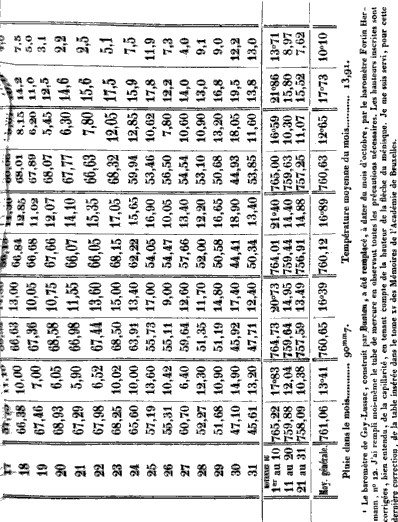 17
18 66,38 10,00 66,63 13,00 66,84 12,85 68,01 8,15 14,2 7,5
19 67,46 7,00 67,36 10,05 66,68 11,02 67,89 6,20 11,0 5,0
20 68,93 6,05 68,58 10,75 67,66 12,07 68,07 5,45 12,5 3,1
21 67,29 5,90 66,98 11,55 66,07 14,10 67,77 6,30 14,6 2,2
22 67,98 6,52 67,44 13,60 66,05 15,35 66,63 7,80 15,6 2,5
23 68,25 10,02 68,50 15,00 68,15 17,05 68,32 12,05 17,5 5,1
24 65,60 10,00 63,91 13,40 62,22 15,65 59,94 12,85 15,9 7,5
25 57,19 13,60 55,73 17,00 54,05 16,90 53,46 10,62 17,8 11,9
26 55,31 10,42 55,11 9,00 54,47 10,05 56,50 7,80 12,2 7,3
27 60,70 6,40 59,64 12,60 57,66 13,40 54,54 10,60 14,0 4,0
28 52,27 12,30 51,35 11,70 52,00 12,20 53,10 10,90 13,0 9,1
29 51,68 10,90 51,19 14,80 50,58 16,65 50,68 13,20 16,8 9,0
30 47,10 14,90 45,92 17,40 44,41 18,90 44,93 18,05 19,5 12,2
31 45,61 13,20 47,71 12,40 50,34 13,40 53,85 11,60 13,8 13,0
1er au 10 765,22 17°83 764,73 20°73 764,01 21°40 765,00 16°59 21°86 13°71
11 au 20 759,88 12,04 759,64 14,95 759,44 14,40 759,63 10,30 15,80 8,97
21 au 31 758,09 10,38 757,59 13,49 756,91 14,88 757,25 11,07 15,52 7,62
Moy. générale. 761,06 13°41 760,65 16°39 760,12 16°89 760,63 12°65 17°73 10°10
Pluie dans le mois......... 90mm7. Température moyenne du mois......... 13,91.
¹ Le baromètre de Gay-Lussac, construit par Bunten, a été remplacé, à dater du mois d'octobre, par le baromètre Fortin Her-
mann, n° 12. J'ai rempli moi-même le tube de mercure en observant toutes les précautions nécessaires. Les hauteurs inscrites sont
corrigées, bien entendu, de la capillarité, en tenant compte de la hauteur de la flèche du ménisque. Je me suis servi, pour cette
dernière correction, de la table insérée dans le tome XIV des Mémoires de l'Académie de Bruxelles.